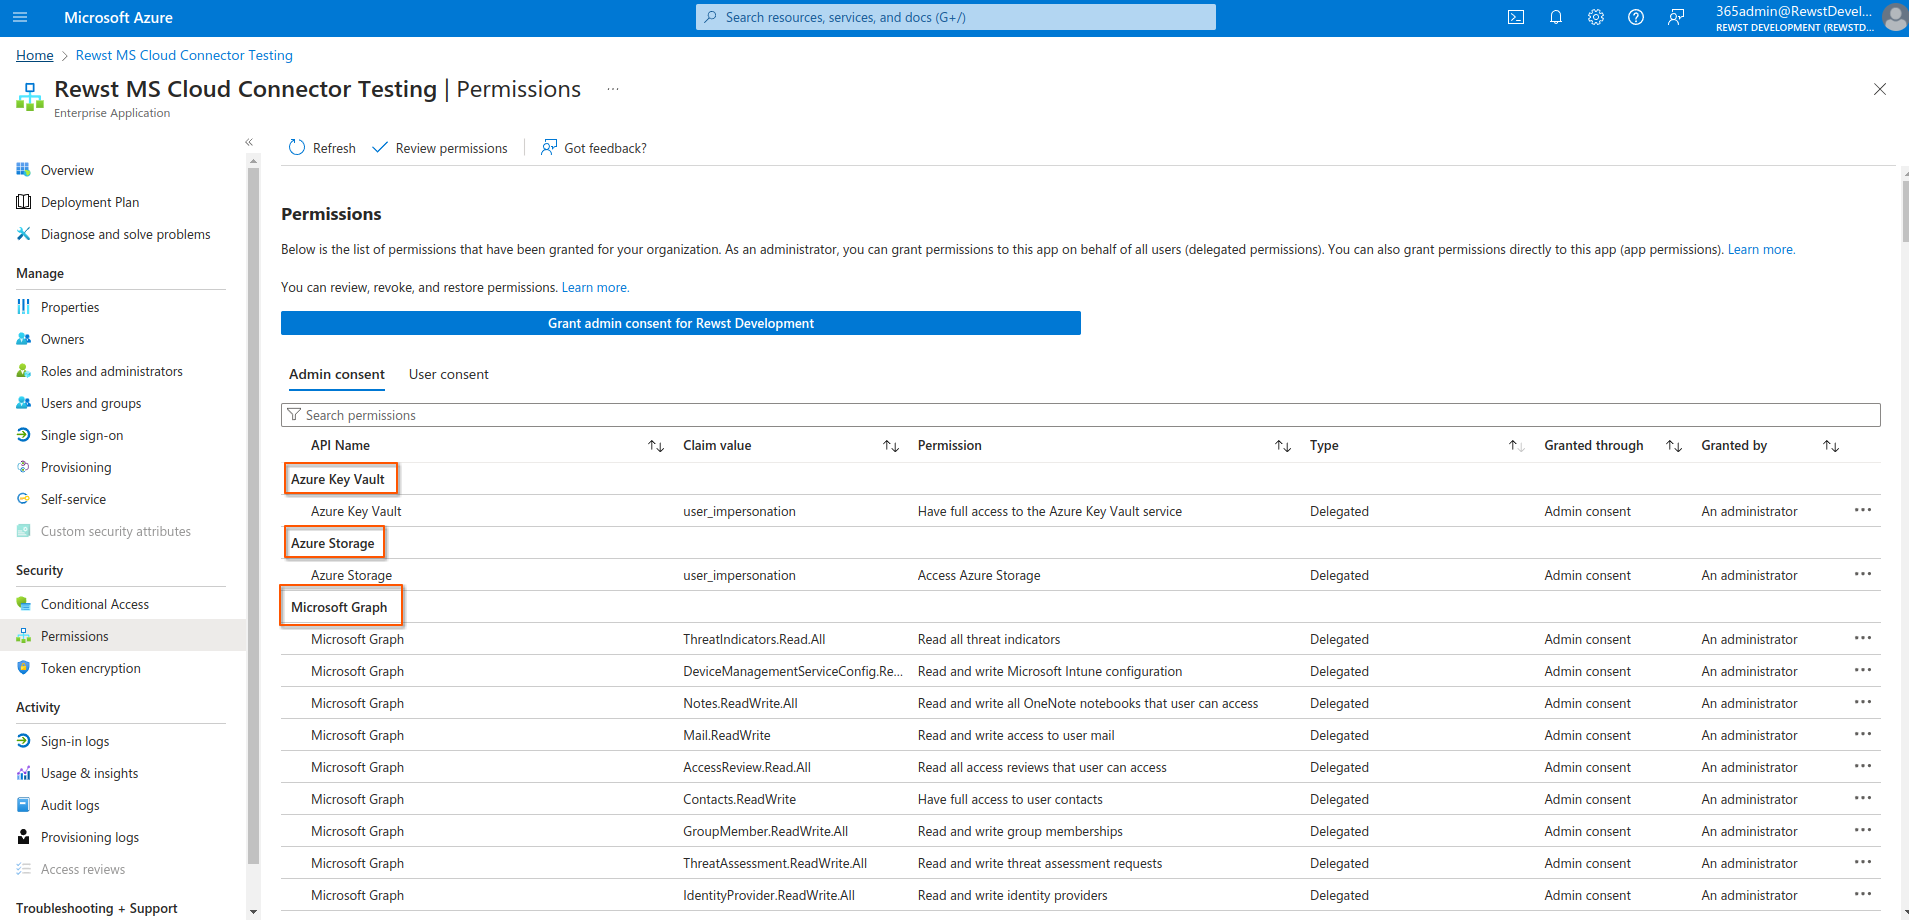 Microsoft Azure
Search resources, services, and docs (G+/)
365admin@RewstDevel...
REWST DEVELOPMENT (REWSTD...
Home > Rewst MS Cloud Connector Testing
Rewst MS Cloud Connector Testing | Permissions ...
Enterprise Application
Overview
Deployment Plan
Diagnose and solve problems
Manage
Properties
Owners
Roles and administrators
Users and groups
Single sign-on
Provisioning
Self-service
Custom security attributes
Security
Conditional Access
Permissions
Token encryption
Activity
Sign-in logs
Usage & insights
Audit logs
Provisioning logs
Access reviews
Troubleshooting + Support
Refresh Review permissions Got feedback?
Permissions
Below is the list of permissions that have been granted for your organization. As an administrator, you can grant permissions to this app on behalf of all users (delegated permissions). You can also grant permissions directly to this app (app permissions). Learn more.
You can review, revoke, and restore permissions. Learn more.
Grant admin consent for Rewst Development
Admin consent User consent
Search permissions
API Name Claim value Permission Type Granted through Granted by
Azure Key Vault
Azure Key Vault user_impersonation Have full access to the Azure Key Vault service Delegated Admin consent An administrator ...
Azure Storage
Azure Storage user_impersonation Access Azure Storage Delegated Admin consent An administrator ...
Microsoft Graph
Microsoft Graph ThreatIndicators.Read.All Read all threat indicators Delegated Admin consent An administrator ...
Microsoft Graph DeviceManagementServiceConfig.Re... Read and write Microsoft Intune configuration Delegated Admin consent An administrator ...
Microsoft Graph Notes.ReadWrite.All Read and write all OneNote notebooks that user can access Delegated Admin consent An administrator ...
Microsoft Graph Mail.ReadWrite Read and write access to user mail Delegated Admin consent An administrator ...
Microsoft Graph AccessReview.Read.All Read all access reviews that user can access Delegated Admin consent An administrator ...
Microsoft Graph Contacts.ReadWrite Have full access to user contacts Delegated Admin consent An administrator ...
Microsoft Graph GroupMember.ReadWrite.All Read and write group memberships Delegated Admin consent An administrator ...
Microsoft Graph ThreatAssessment.ReadWrite.All Read and write threat assessment requests Delegated Admin consent An administrator ...
Microsoft Graph IdentityProvider.ReadWrite.All Read and write identity providers Delegated Admin consent An administrator ...